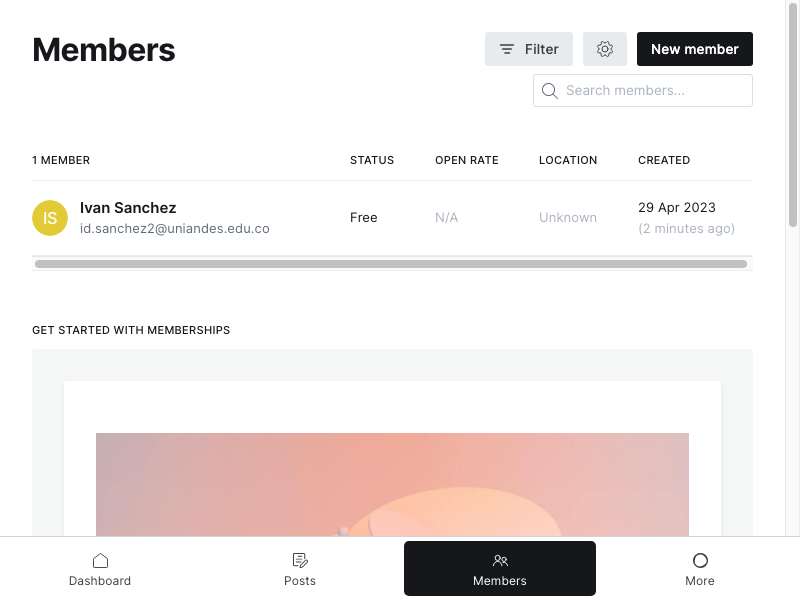 Members
Filter
New member
Search members...
1 MEMBER STATUS OPEN RATE LOCATION CREATED
IS
Ivan Sanchez
id.sanchez2@uniandes.edu.co
Free
N/A
Unknown
29 Apr 2023
(2 minutes ago)
GET STARTED WITH MEMBERSHIPS
Dashboard
Posts
Members
More